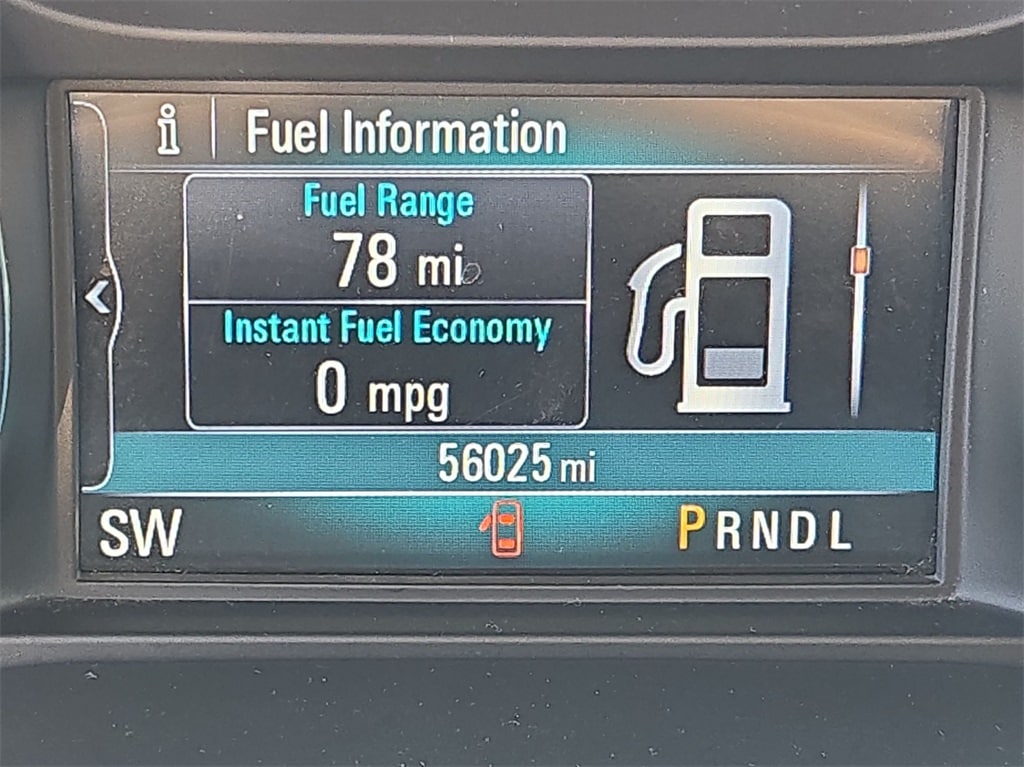 i Fuel Information
Fuel Range
78 mi
Instant Fuel Economy
0 mpg
56025 mi
SW PRNDL